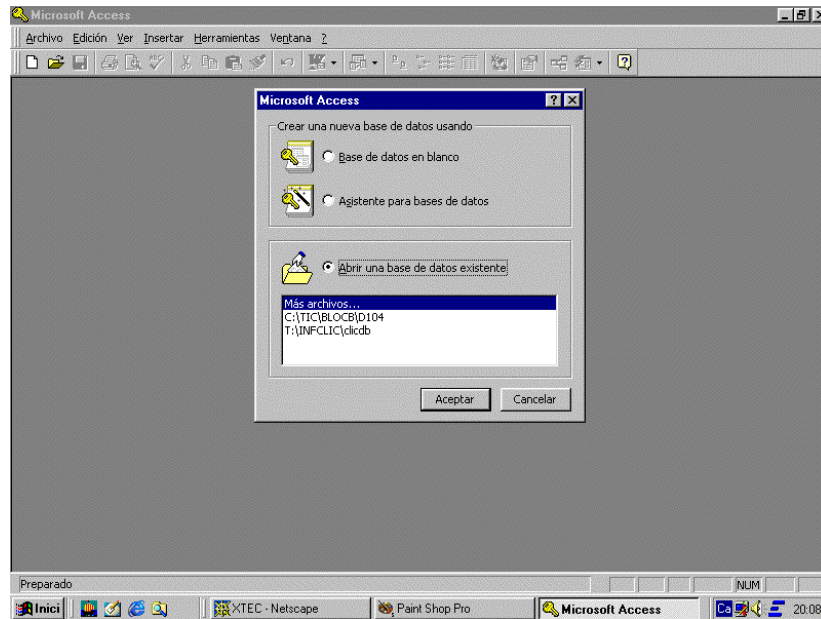 Microsoft Access
Archivo Edición Ver Insertar Herramientas Ventana ?
Microsoft Access
Crear una nueva base de datos usando
Base de datos en blanco
Asistente para bases de datos
Abrir una base de datos existente
Más archivos...
C:\TIC\BLOCB\D104
T:\INFCLIC\clicdb
Aceptar Cancelar
Preparado NUM
Inici XTEC - Netscape Paint Shop Pro Microsoft Access Ca 20:08